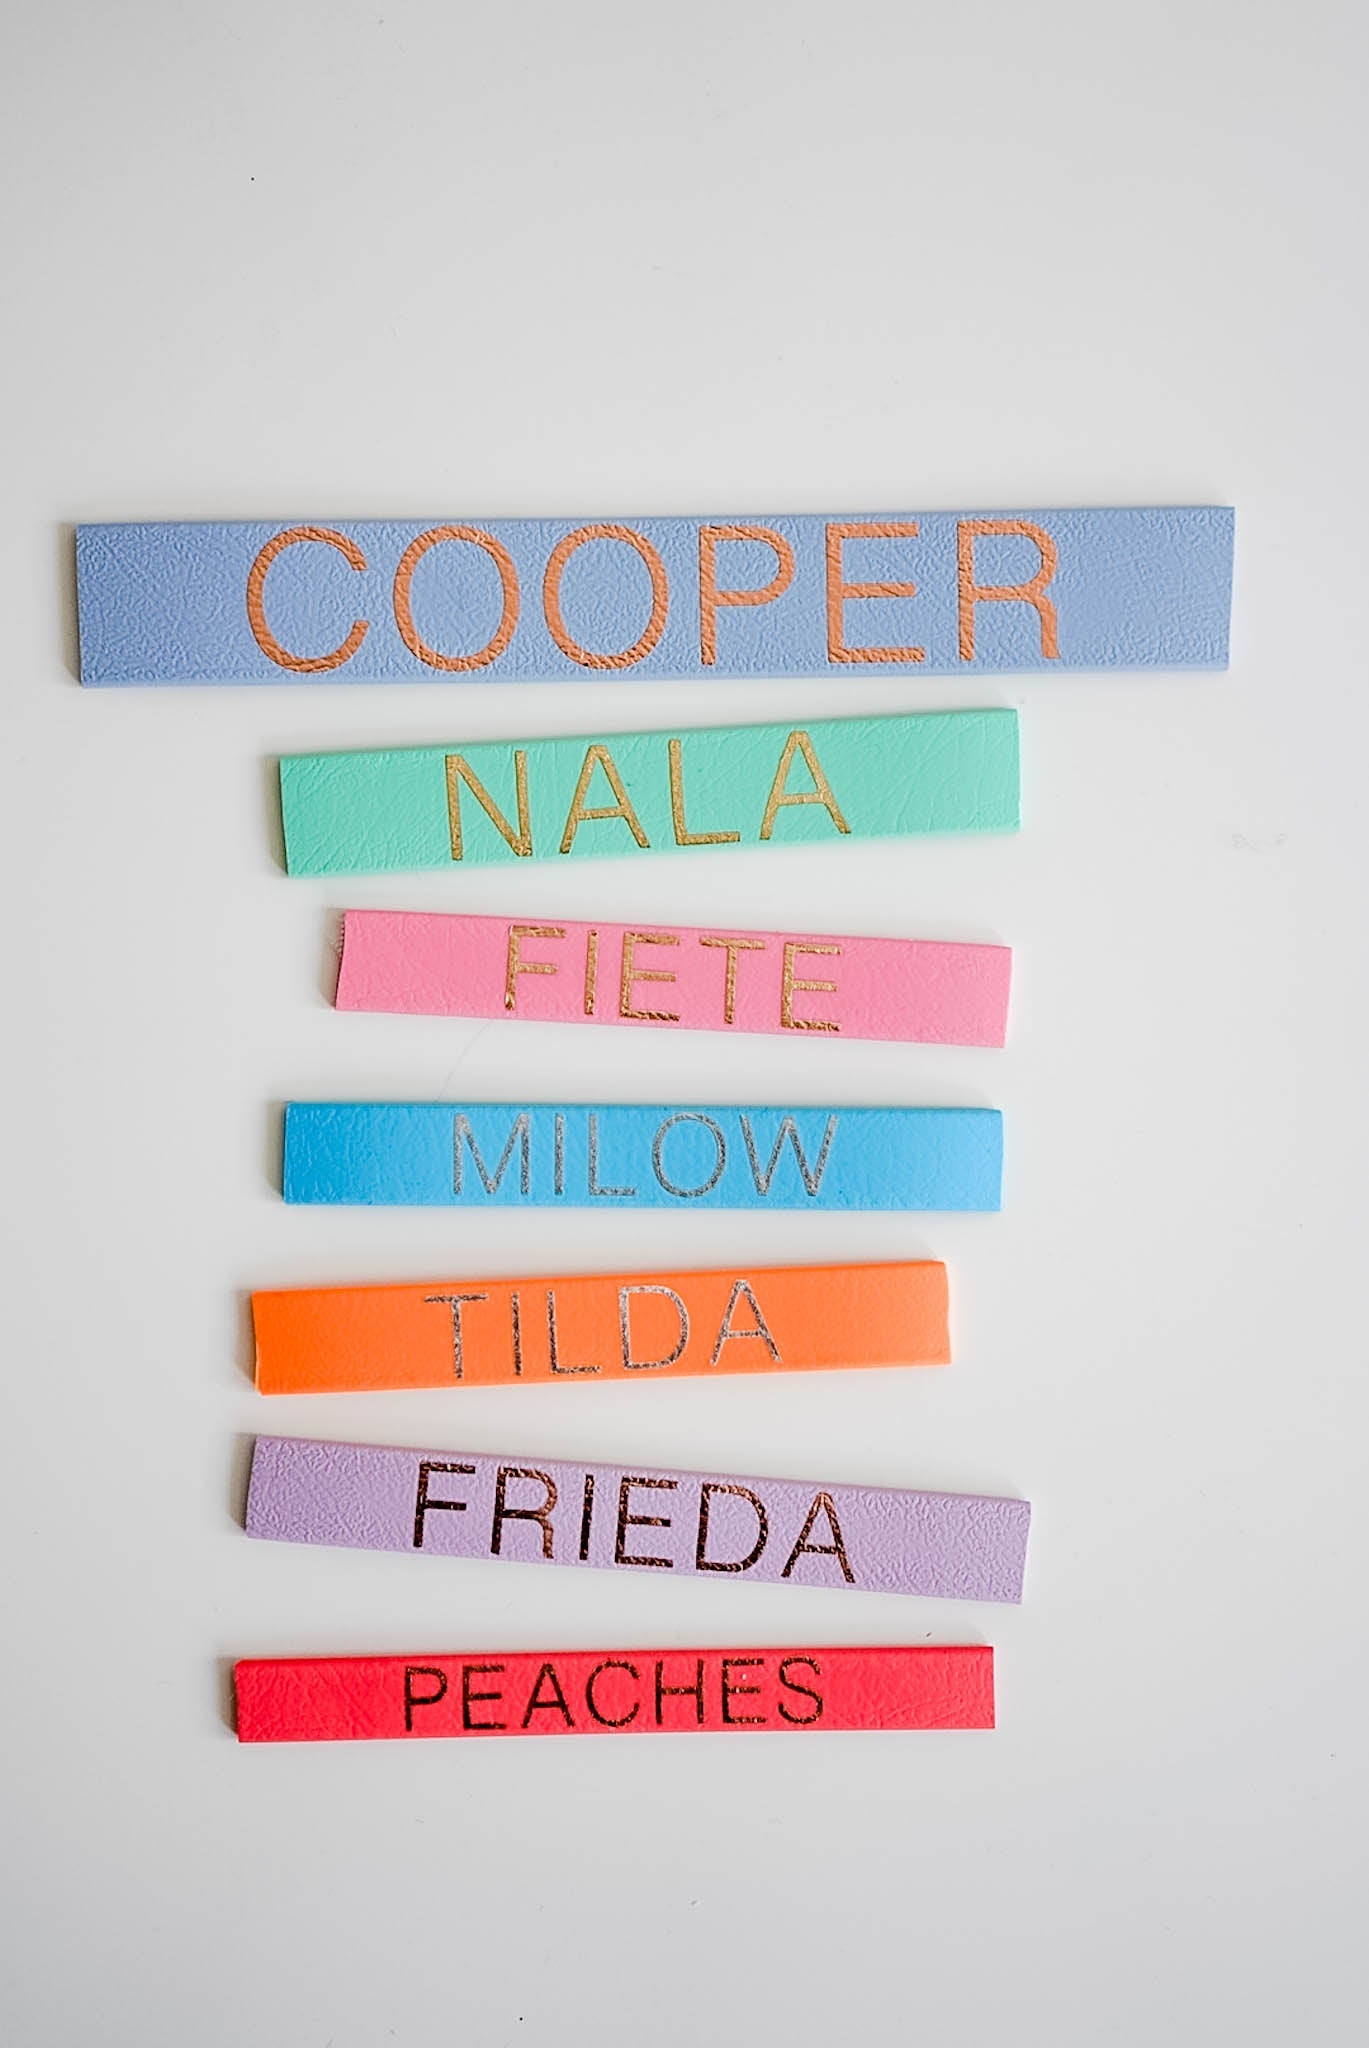 COOPER
NALA
FIETE
MILOW
TILDA
FRIEDA
PEACHES